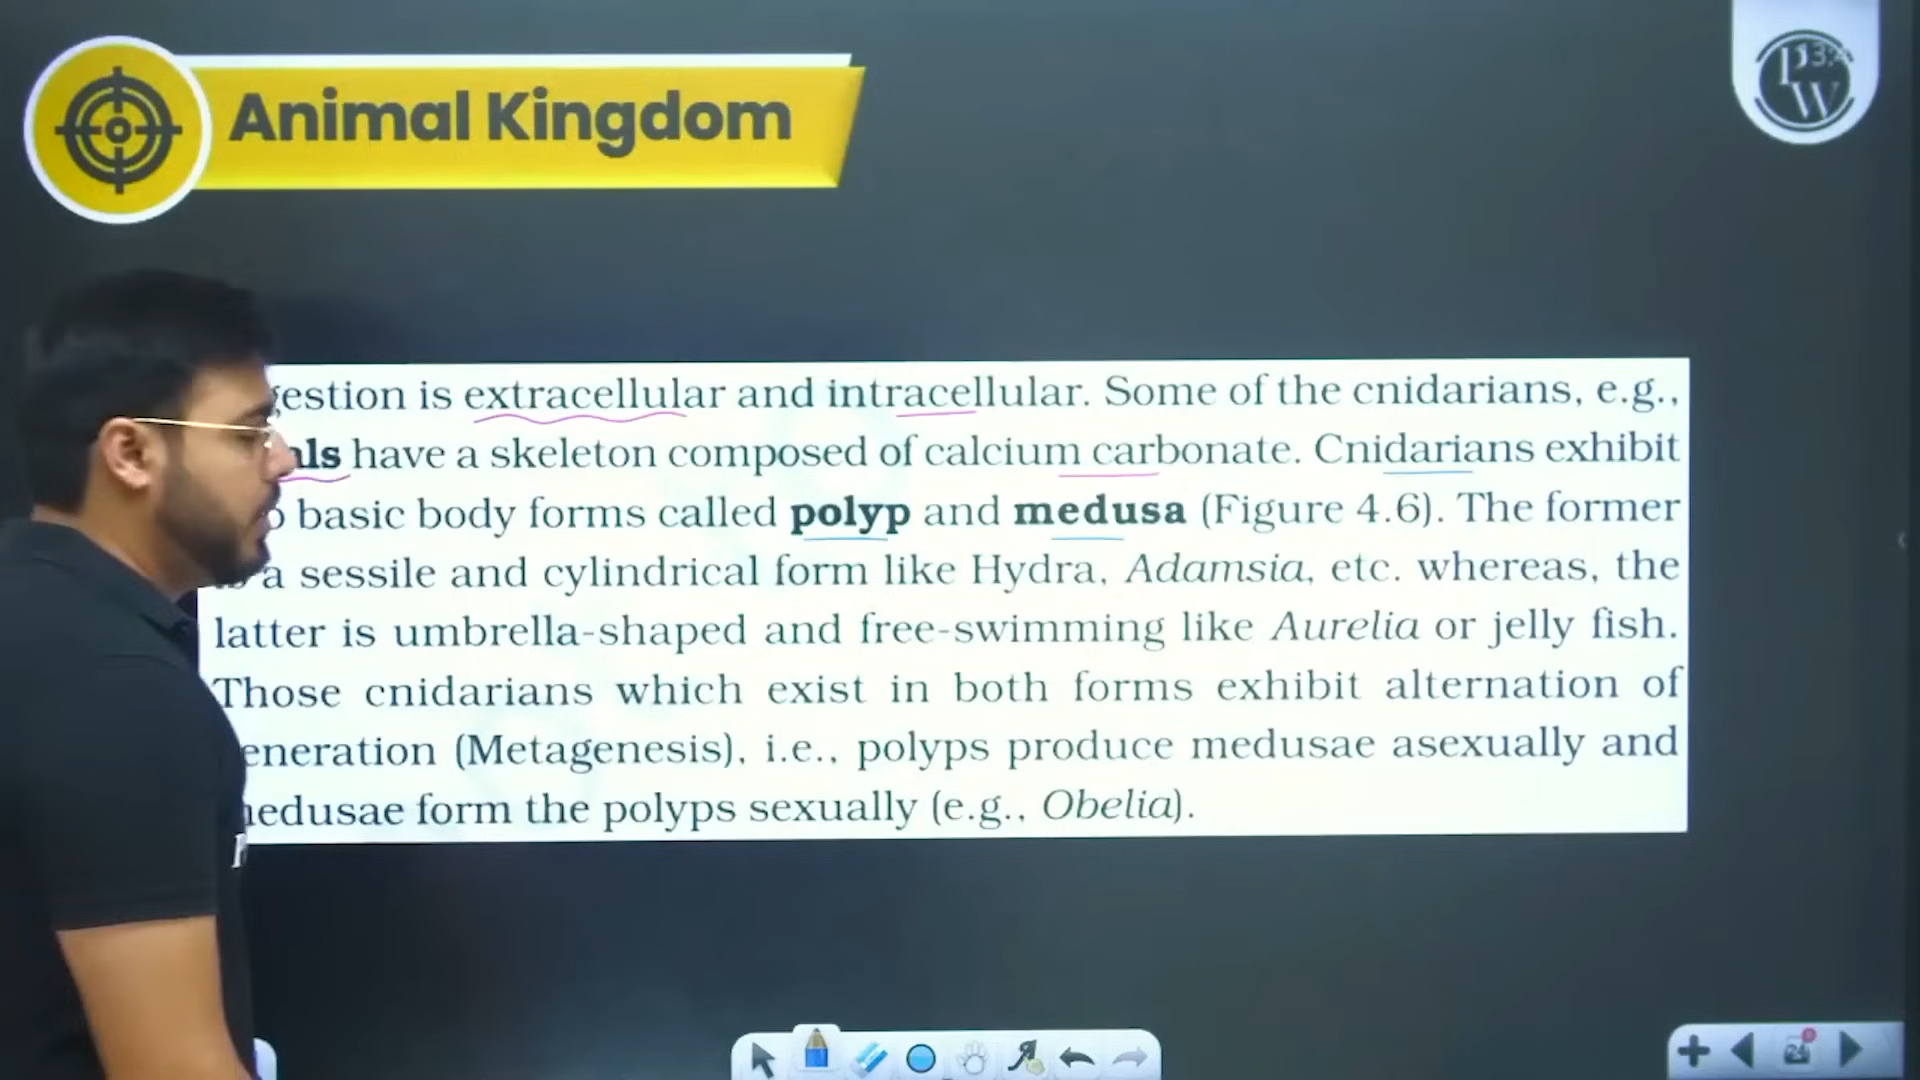 Animal Kingdom
PW
gestion is extracellular and intracellular. Some of the cnidarians, e.g.,
have a skeleton composed of calcium carbonate. Cnidarians exhibit
basic body forms called polyp and medusa (Figure 4.6). The former
a sessile and cylindrical form like Hydra, Adamsia, etc. whereas, the
latter is umbrella-shaped and free-swimming like Aurelia or jelly fish.
Those cnidarians which exist in both forms exhibit alternation of
eneration (Metagenesis), i.e., polyps produce medusae asexually and
medusae form the polyps sexually (e.g., Obelia).
24